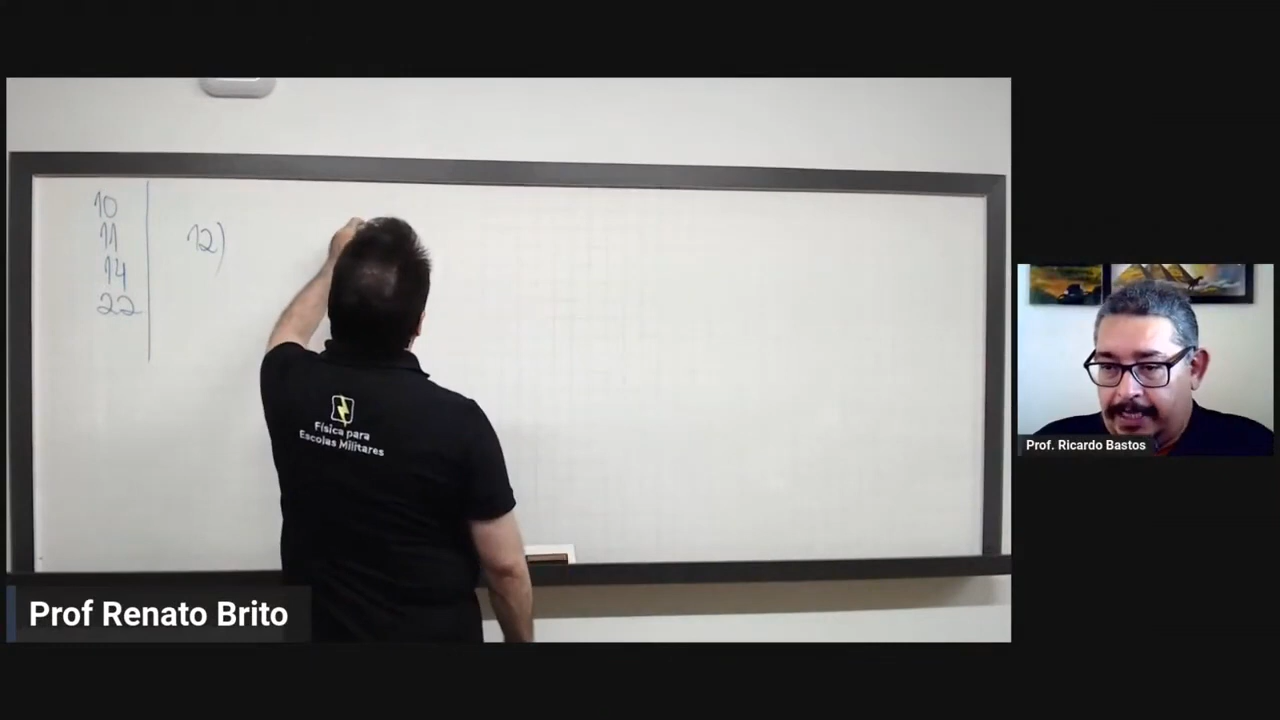 10
11
14
22
12)
Física para
Escolas Militares
Prof. Ricardo Bastos
Prof Renato Brito